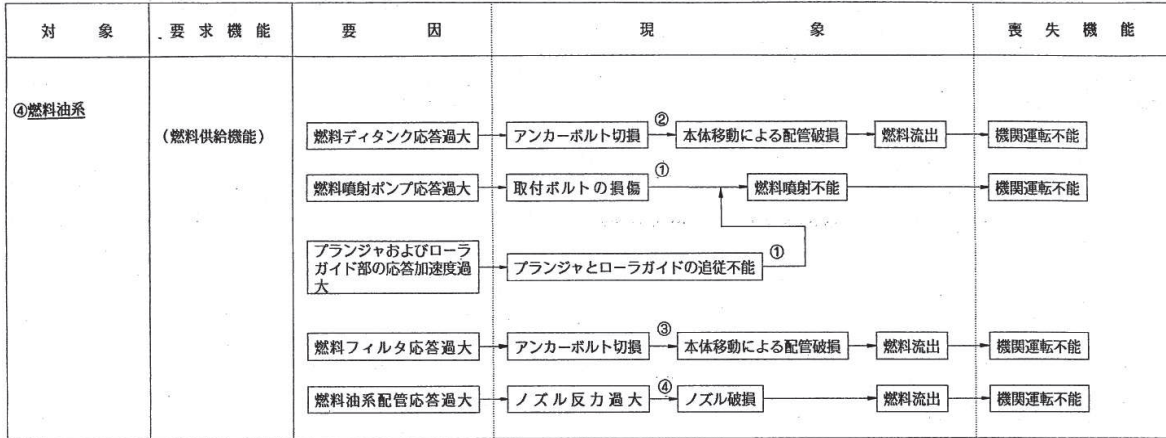 対象 要求機能 要因 現象 喪失機能
④燃料油系
(燃料供給機能) 燃料ディタンク応答過大 アンカーボルト切損 ② 本体移動による配管破損 燃料流出 機関運転不能
燃料噴射ポンプ応答過大 取付ボルトの損傷 ① 燃料噴射不能 機関運転不能
プランジャおよびローラ
ガイド部の応答加速度過
大
プランジャとローラガイドの追従不能 ①
燃料フィルタ応答過大 アンカーボルト切損 ③ 本体移動による配管破損 燃料流出 機関運転不能
燃料油系配管応答過大 ノズル反力過大 ④ ノズル破損 燃料流出 機関運転不能